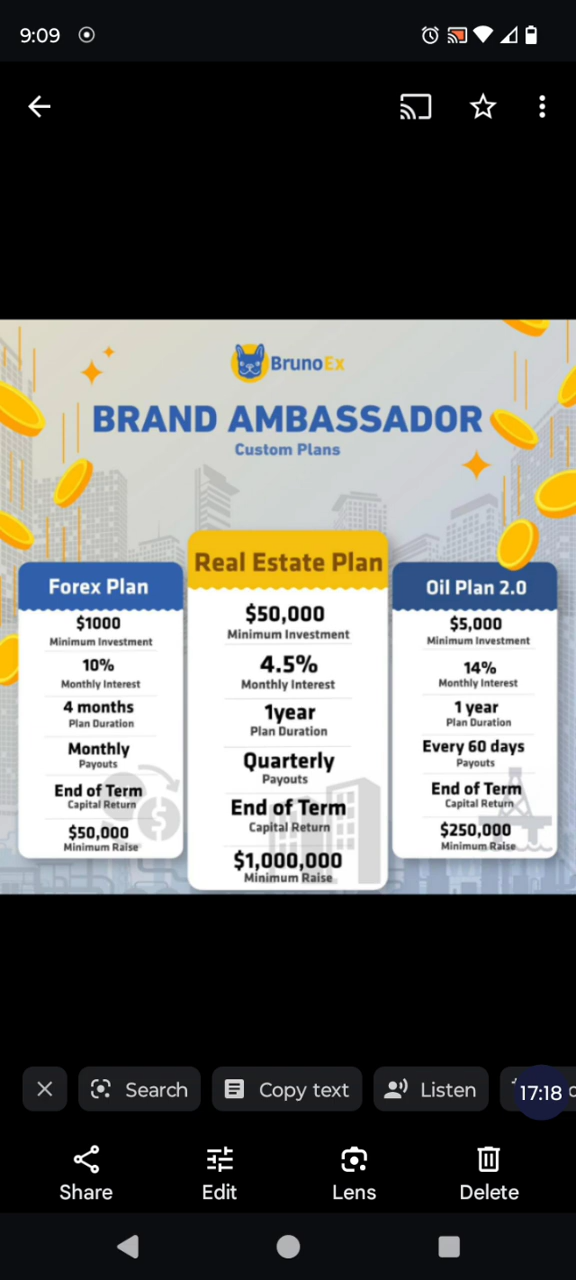 9:09
BrunoEx
BRAND AMBASSADOR
Custom Plans
Forex Plan
$1000
Minimum Investment
10%
Monthly Interest
4 months
Plan Duration
Monthly
Payouts
End of Term
Capital Return
$50,000
Minimum Raise
Real Estate Plan
$50,000
Minimum Investment
4.5%
Monthly Interest
1year
Plan Duration
Quarterly
Payouts
End of Term
Capital Return
$1,000,000
Minimum Raise
Oil Plan 2.0
$5,000
Minimum Investment
14%
Monthly Interest
1 year
Plan Duration
Every 60 days
Payouts
End of Term
Capital Return
$250,000
Minimum Raise
Search
Copy text
Listen
17:18
Share
Edit
Lens
Delete